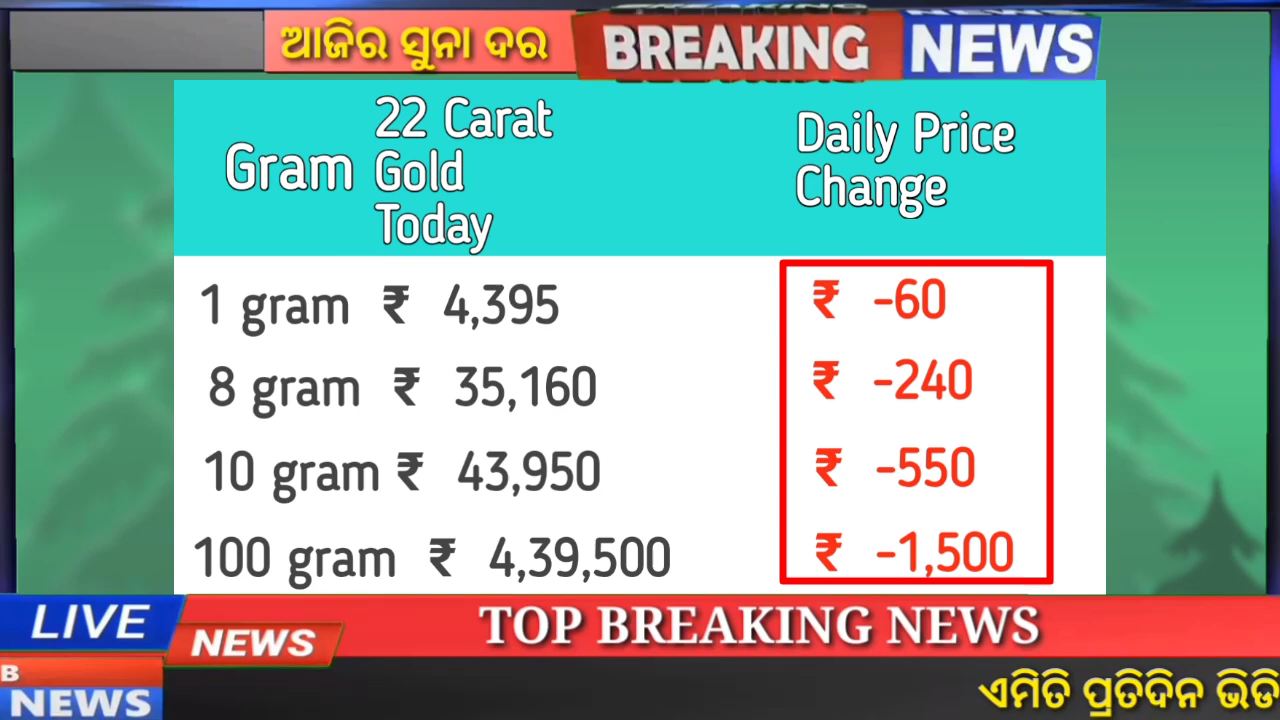 ଆଜିର ସୁନା ଦର
BREAKING NEWS
Gram
22 Carat
Gold
Today
Daily Price
Change
1 gram ₹ 4,395 ₹ -60
8 gram ₹ 35,160 ₹ -240
10 gram ₹ 43,950 ₹ -550
100 gram ₹ 4,39,500 ₹ -1,500
LIVE
NEWS
TOP BREAKING NEWS
B
NEWS
ଏମିତି ପ୍ରତିଦିନ ଭିଡି